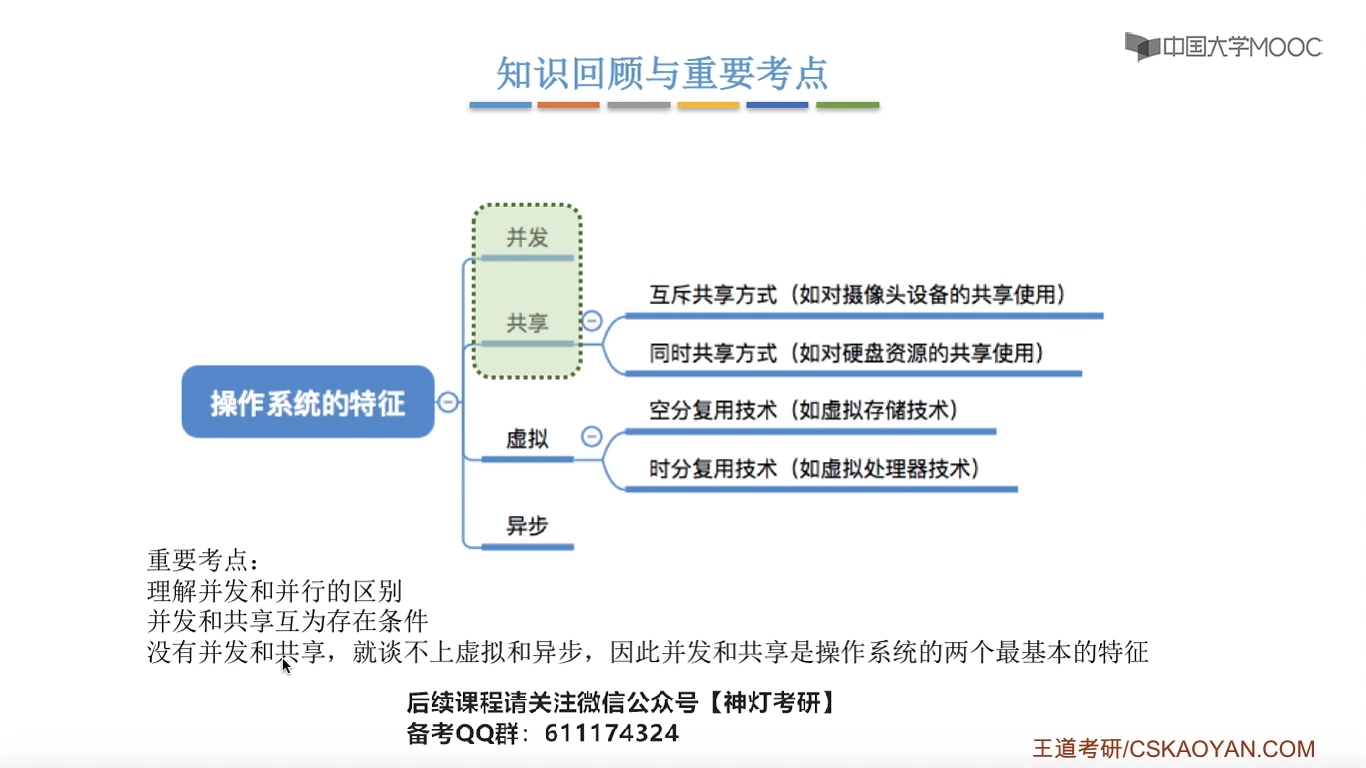 中国大学MOOC
知识回顾与重要考点
并发
互斥共享方式（如对摄像头设备的共享使用）
共享
同时共享方式（如对硬盘资源的共享使用）
操作系统的特征
空分复用技术（如虚拟存储技术）
虚拟
时分复用技术（如虚拟处理器技术）
异步
重要考点：
理解并发和并行的区别
并发和共享互为存在条件
没有并发和共享，就谈不上虚拟和异步，因此并发和共享是操作系统的两个最基本的特征
后续课程请关注微信公众号【神灯考研】
备考QQ群：611174324
王道考研/CSKAOYAN.COM